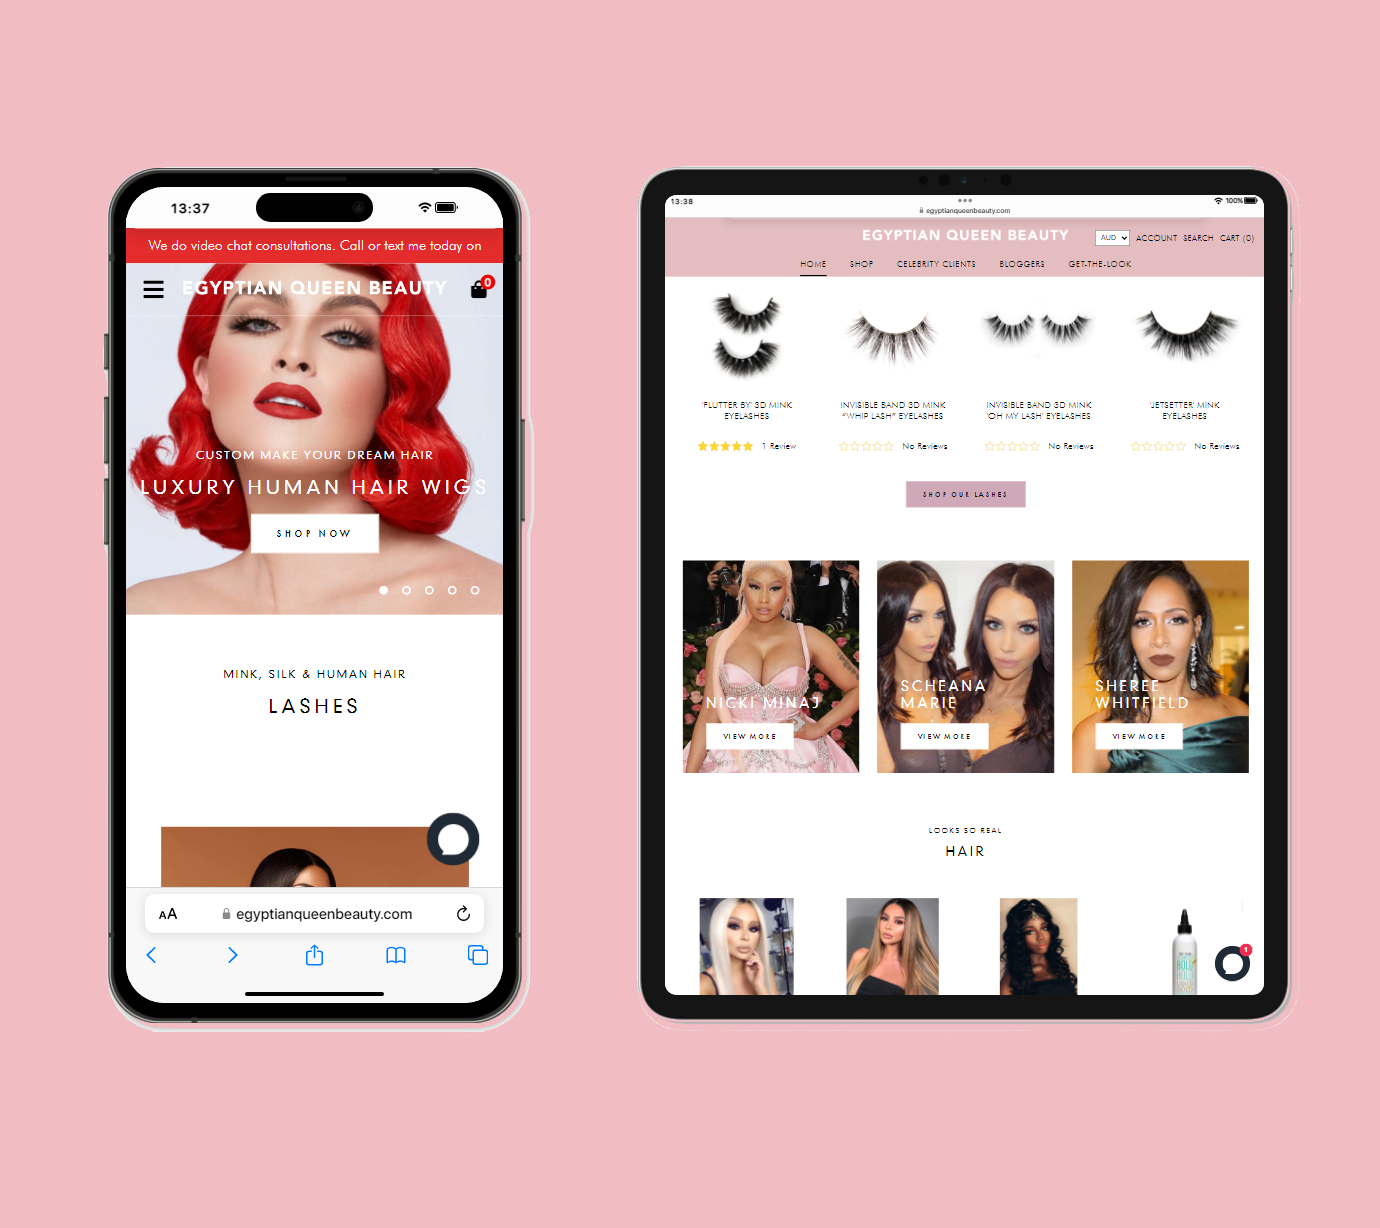 13:37
We do video chat consultations. Call or text me today on
EGYPTIAN QUEEN BEAUTY
0
CUSTOM MAKE YOUR DREAM HAIR
LUXURY HUMAN HAIR WIGS
SHOP NOW
MINK, SILK & HUMAN HAIR
LASHES
AA
egyptianqueenbeauty.com
13:38
100%
egyptianqueenbeauty.com
EGYPTIAN QUEEN BEAUTY
AUD
ACCOUNT SEARCH CART (0)
HOME SHOP CELEBRITY CLIENTS BLOGGERS GET-THE-LOOK
'FLUTTER BY' 3D MINK
EYELASHES
1 Review
INVISIBLE BAND 3D MINK
"WHIP LASH" EYELASHES
No Reviews
INVISIBLE BAND 3D MINK
'OH MY LASH' EYELASHES
No Reviews
'JETSETTER' MINK
EYELASHES
No Reviews
SHOP OUR LASHES
NICKI MINAJ
VIEW MORE
SCHEANA
MARIE
VIEW MORE
SHEREE
WHITFIELD
VIEW MORE
LOOKS SO REAL
HAIR
BOLD
HOLD
1